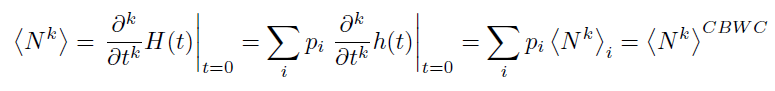 ⟨N^k⟩ = ∂^k/∂t^k H(t)|_{t=0} = ∑_i p_i ∂^k/∂t^k h(t)|_{t=0} = ∑_i p_i ⟨N^k⟩_i = ⟨N^k⟩^{CBWC}